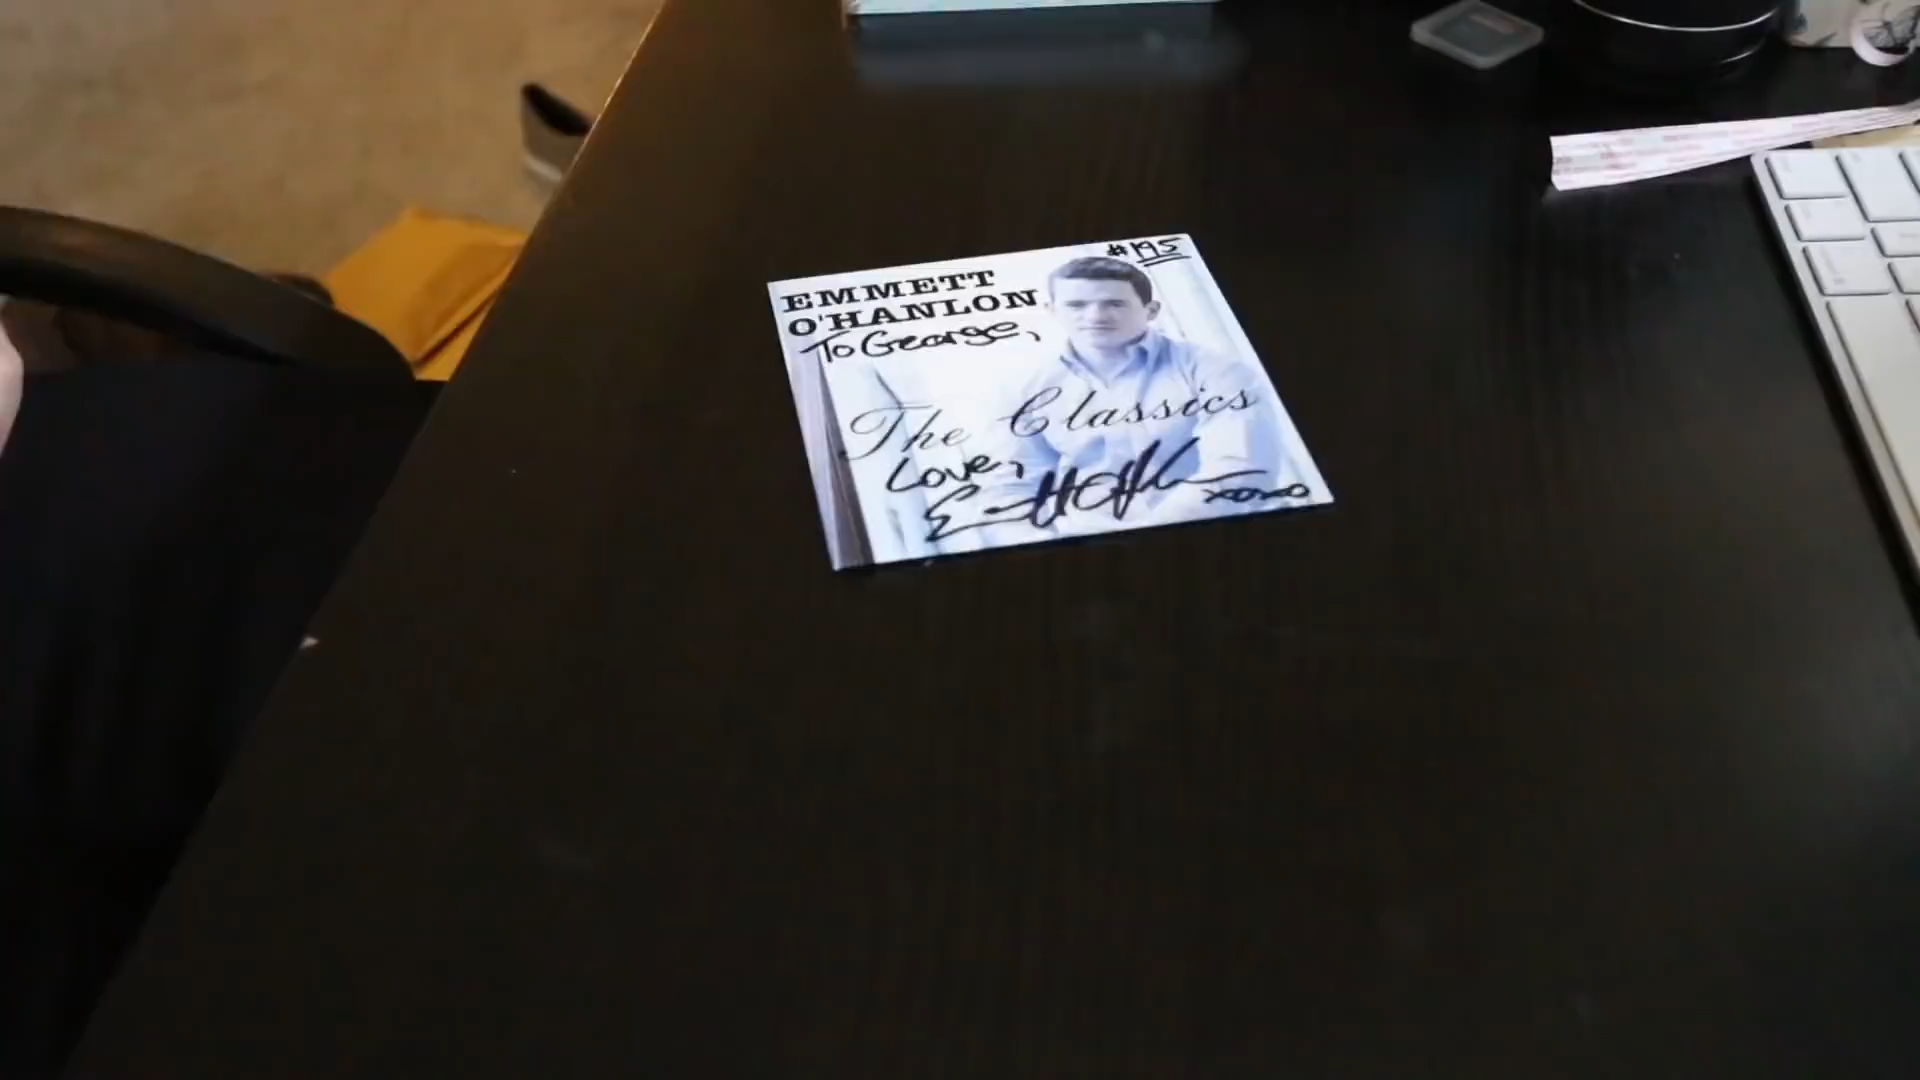 #195
EMMETT
O'HANLON
To George,
The Classics
Love,
xoxo